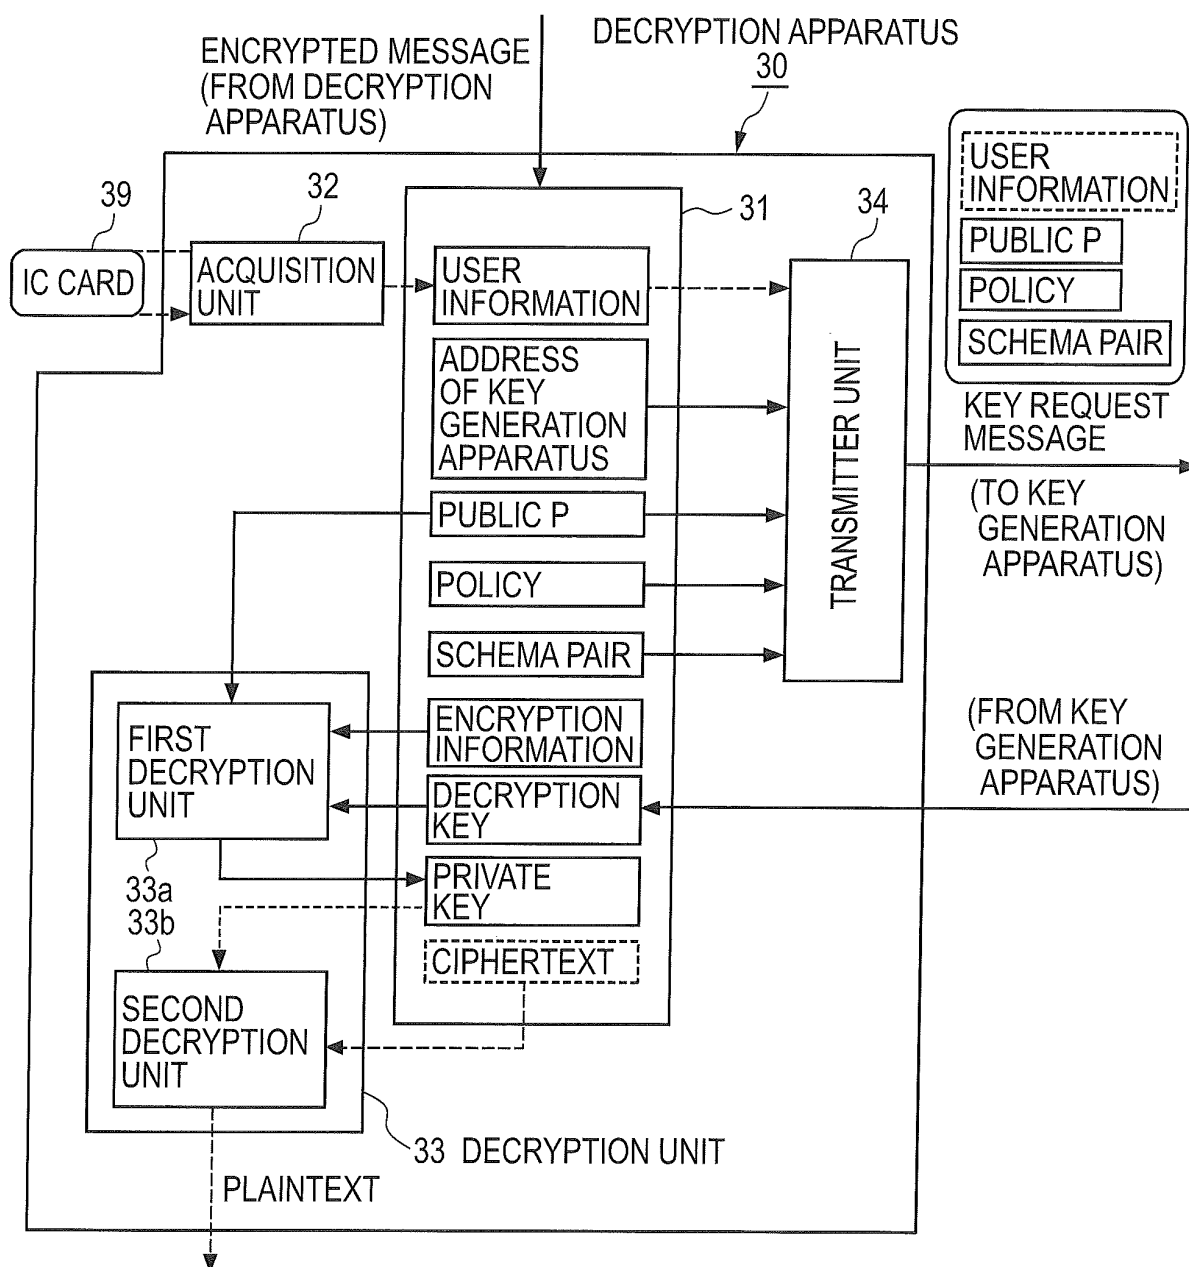 ENCRYPTED MESSAGE
(FROM DECRYPTION
APPARATUS)
DECRYPTION APPARATUS
30
39
IC CARD
32
ACQUISITION
UNIT
31
USER
INFORMATION
ADDRESS
OF KEY
GENERATION
APPARATUS
PUBLIC P
POLICY
SCHEMA PAIR
ENCRYPTION
INFORMATION
DECRYPTION
KEY
PRIVATE
KEY
CIPHERTEXT
34
TRANSMITTER UNIT
USER
INFORMATION
PUBLIC P
POLICY
SCHEMA PAIR
KEY REQUEST
MESSAGE
(TO KEY
GENERATION
APPARATUS)
(FROM KEY
GENERATION
APPARATUS)
FIRST
DECRYPTION
UNIT
33a
33b
SECOND
DECRYPTION
UNIT
33 DECRYPTION UNIT
PLAINTEXT